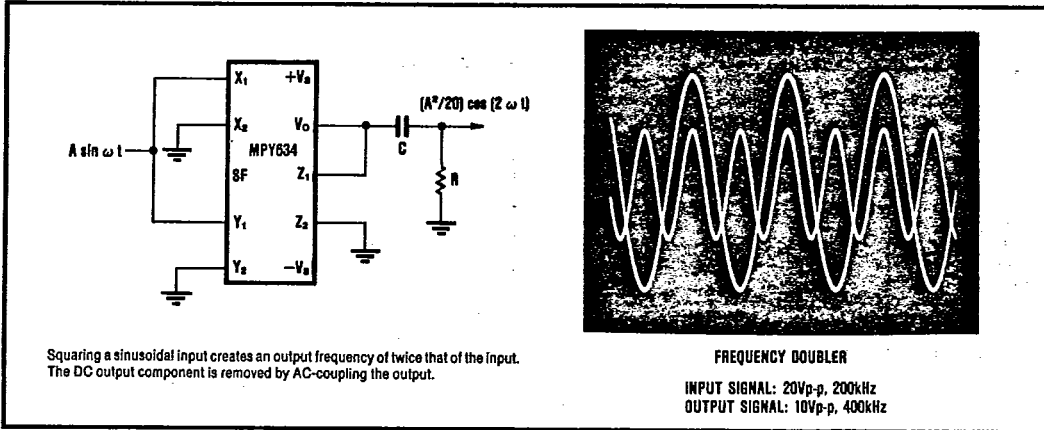 X₁ +Vₛ
(A²/20) cos (2 ω t)
X₂ V₀
A sin ω t
MPY634
C
SF Z₁
R
Y₁ Z₂
Y₂ −Vₛ
Squaring a sinusoidal input creates an output frequency of twice that of the input.
The DC output component is removed by AC-coupling the output.
FREQUENCY DOUBLER
INPUT SIGNAL: 20Vp-p, 200kHz
OUTPUT SIGNAL: 10Vp-p, 400kHz